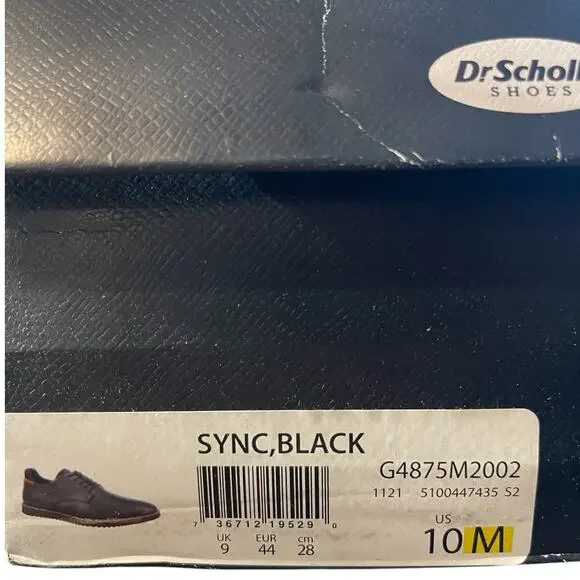 Dr Scholl
SHOES
SYNC,BLACK
G4875M2002
1121 5100447435 S2
7 36712 19529 0
UK EUR cm US
9 44 28 10 M